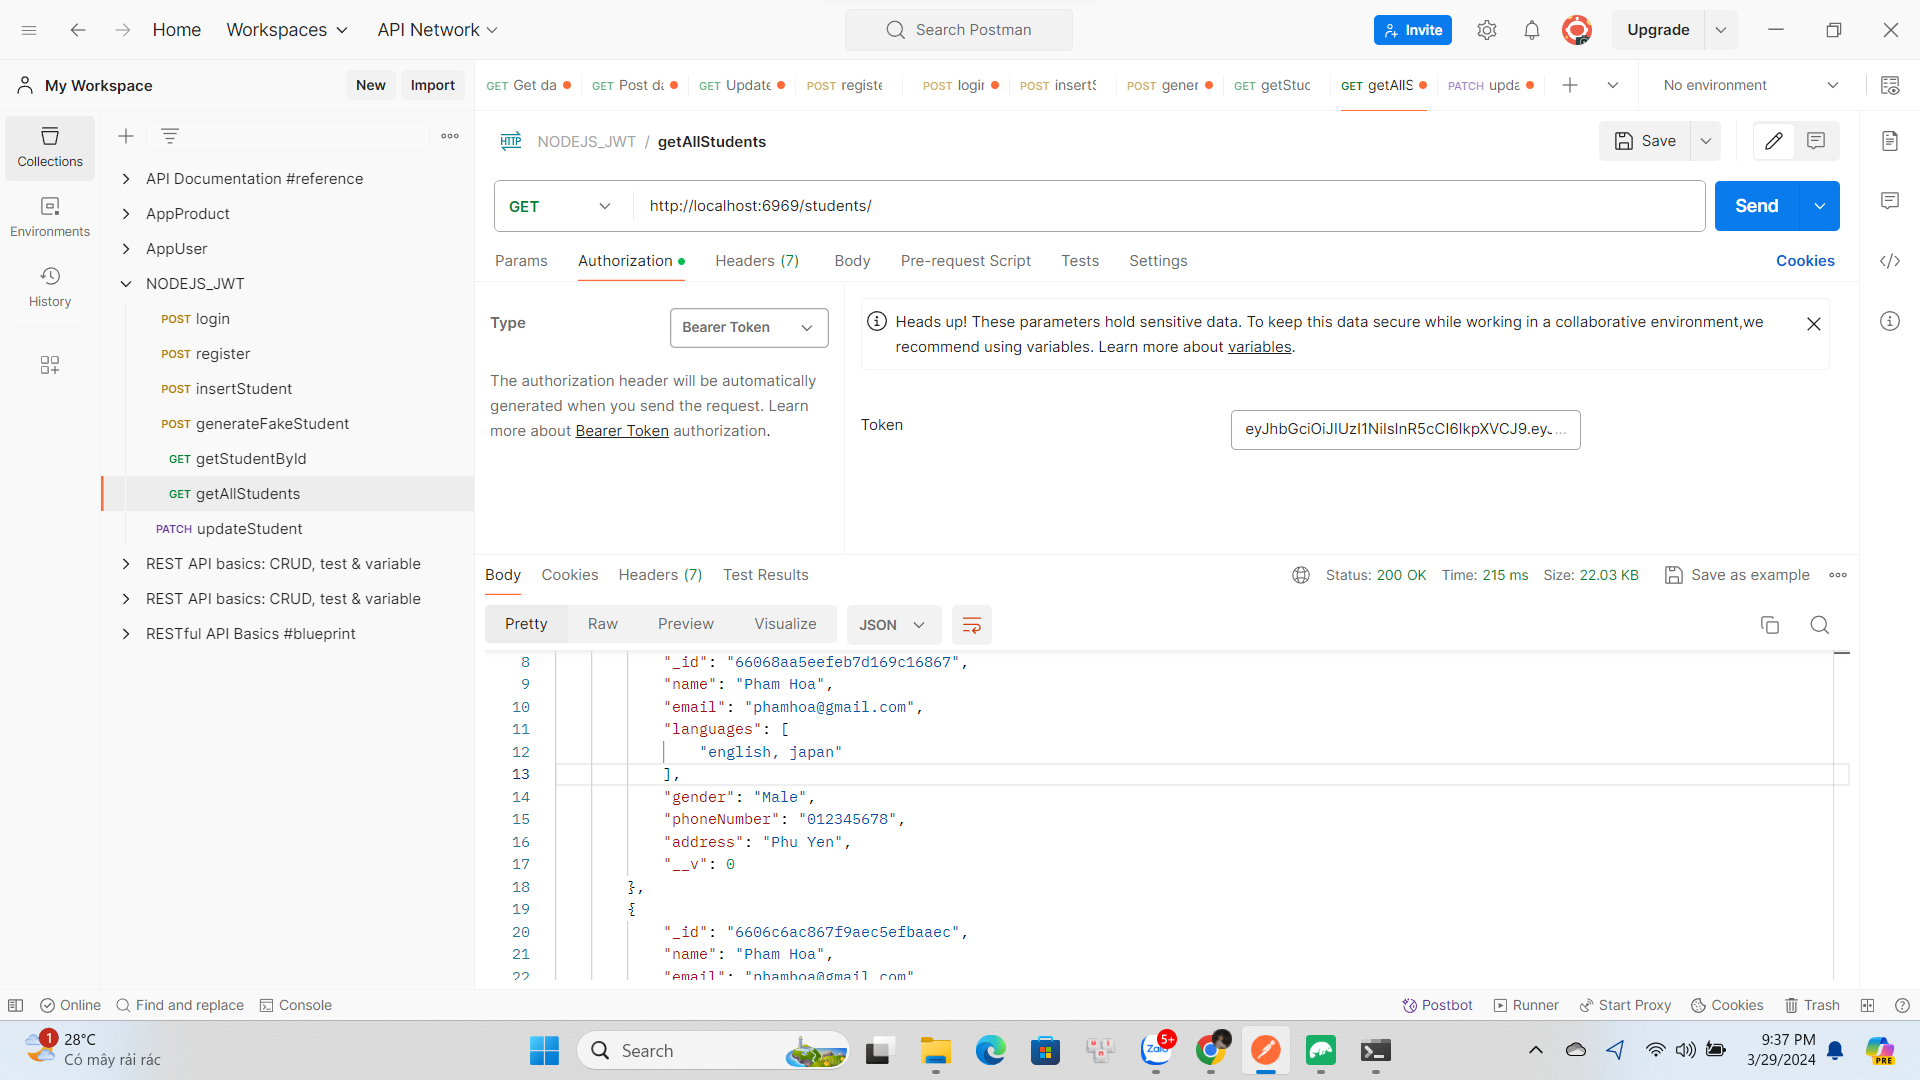 Home Workspaces API Network Search Postman Invite Upgrade
My Workspace New Import
GET Get da POST GET Update POST registe POST login POST insertS POST gener GET getStuc GET getAllS PATCH upda No environment
Collections
Environments
History
API Documentation #reference
AppProduct
AppUser
NODEJS_JWT
POST login
POST register
POST insertStudent
POST generateFakeStudent
GET getStudentById
GET getAllStudents
PATCH updateStudent
REST API basics: CRUD, test & variable
REST API basics: CRUD, test & variable
RESTful API Basics #blueprint
HTTP NODEJS_JWT / getAllStudents Save
GET http://localhost:6969/students/ Send
Params Authorization Headers (7) Body Pre-request Script Tests Settings Cookies
Type Bearer Token
The authorization header will be automatically
generated when you send the request. Learn
more about Bearer Token authorization.
Heads up! These parameters hold sensitive data. To keep this data secure while working in a collaborative environment,we
recommend using variables. Learn more about variables.
Token
Body Cookies Headers (7) Test Results Status: 200 OK Time: 215 ms Size: 22.03 KB Save as example
Pretty Raw Preview Visualize JSON
8 "_id": "66068aa5eefeb7d169c16867",
9 "name": "Pham Hoa",
10 "email": "phamhoa@gmail.com",
11 "languages": [
12 "english, japan"
13 ],
14 "gender": "Male",
15 "phoneNumber": "012345678",
16 "address": "Phu Yen",
17 "__v": 0
18 },
19 {
20 "_id": "6606c6ac867f9aec5efbaaec",
21 "name": "Pham Hoa",
22 "email": "phamhoa@gmail.com"
Online Find and replace Console Postbot Runner Start Proxy Cookies Trash
1 28°C
Có mây rải rác
Search
Zalo 5+
PRE
9:37 PM
3/29/2024